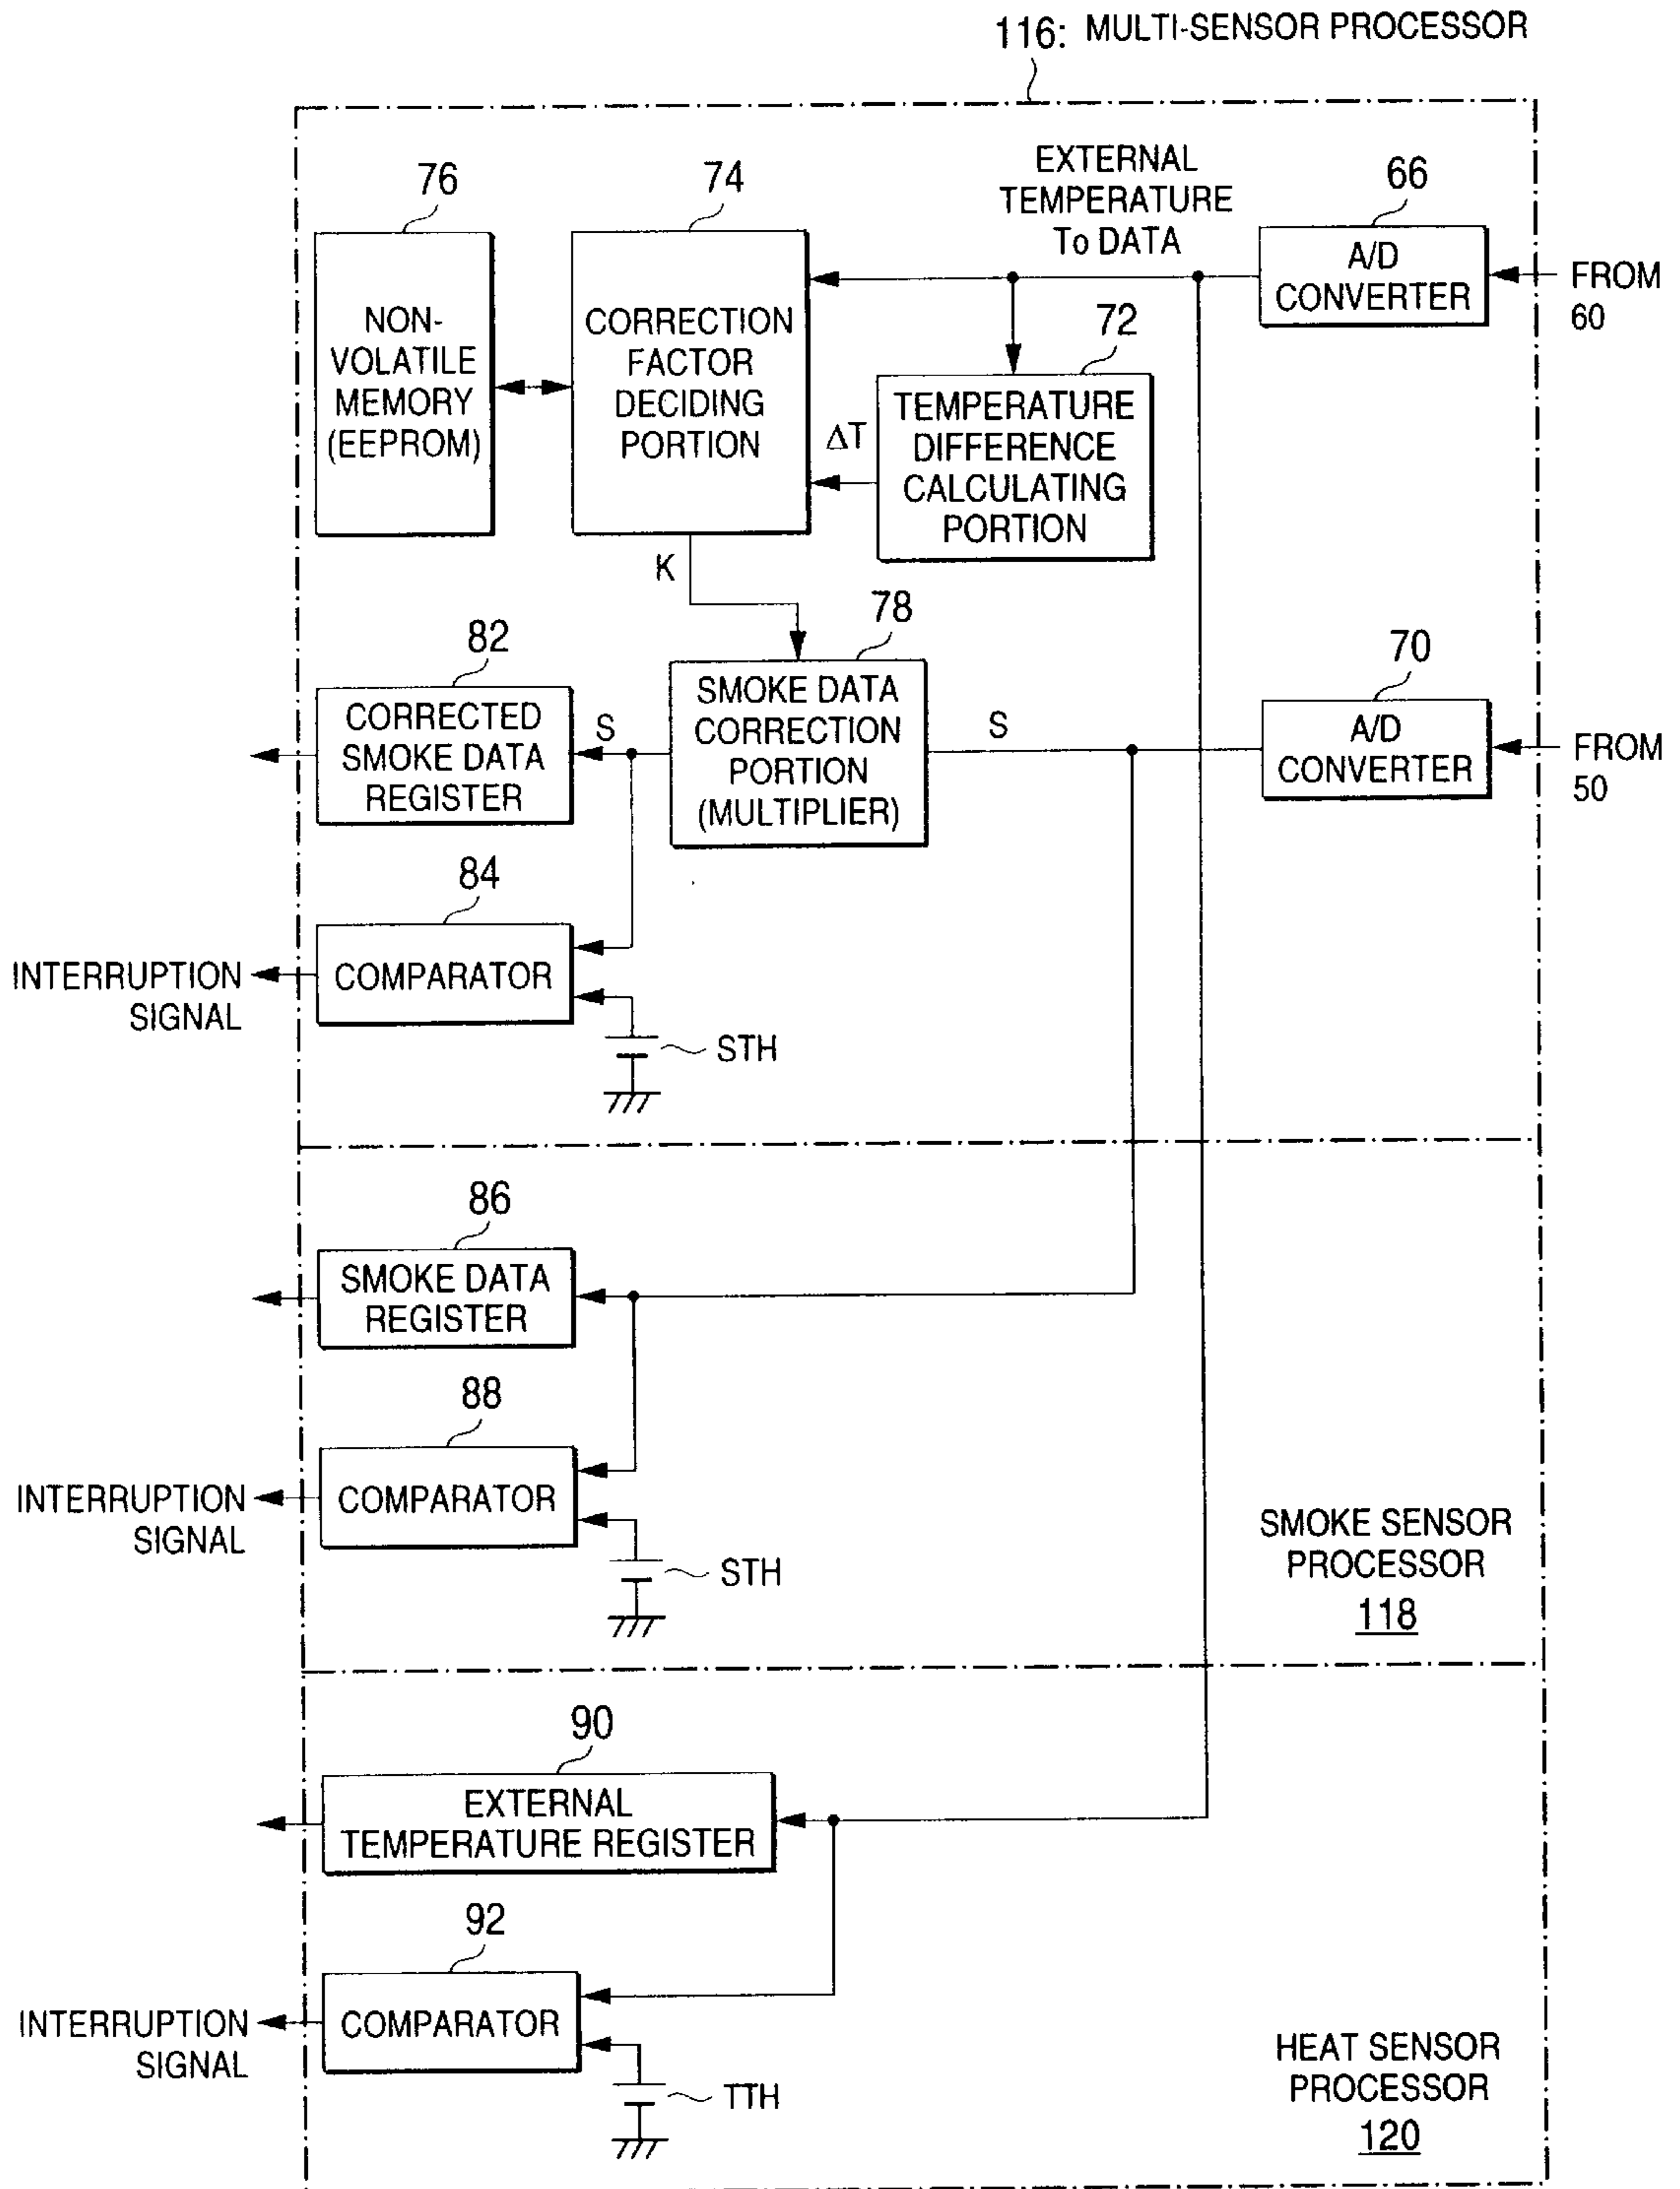 116: MULTI-SENSOR PROCESSOR
76
74
EXTERNAL
TEMPERATURE
To DATA
66
NON-
VOLATILE
MEMORY
(EEPROM)
CORRECTION
FACTOR
DECIDING
PORTION
A/D
CONVERTER
FROM
60
72
ΔT
TEMPERATURE
DIFFERENCE
CALCULATING
PORTION
K
82
78
70
CORRECTED
SMOKE DATA
REGISTER
S
SMOKE DATA
CORRECTION
PORTION
(MULTIPLIER)
S
A/D
CONVERTER
FROM
50
84
INTERRUPTION
SIGNAL
COMPARATOR
STH
86
SMOKE DATA
REGISTER
88
INTERRUPTION
SIGNAL
COMPARATOR
STH
SMOKE SENSOR
PROCESSOR
118
90
EXTERNAL
TEMPERATURE REGISTER
92
INTERRUPTION
SIGNAL
COMPARATOR
TTH
HEAT SENSOR
PROCESSOR
120